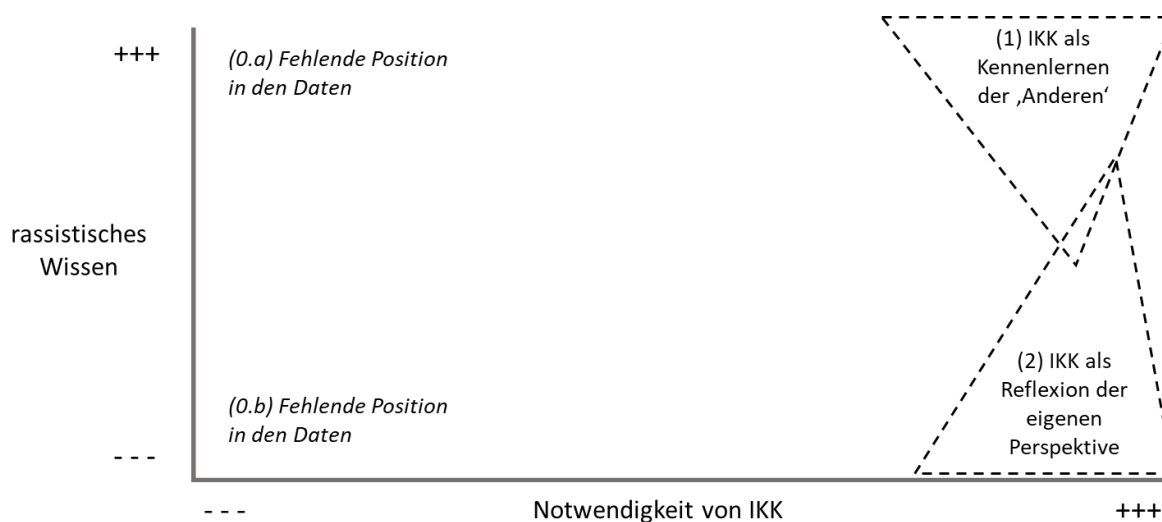 +++
(0.a) Fehlende Position
in den Daten
(1) IKK als
Kennenlernen
der ‚Anderen‘
rassistisches
Wissen
(0.b) Fehlende Position
in den Daten
(2) IKK als
Reflexion der
eigenen
Perspektive
- - -
- - -
Notwendigkeit von IKK
+++